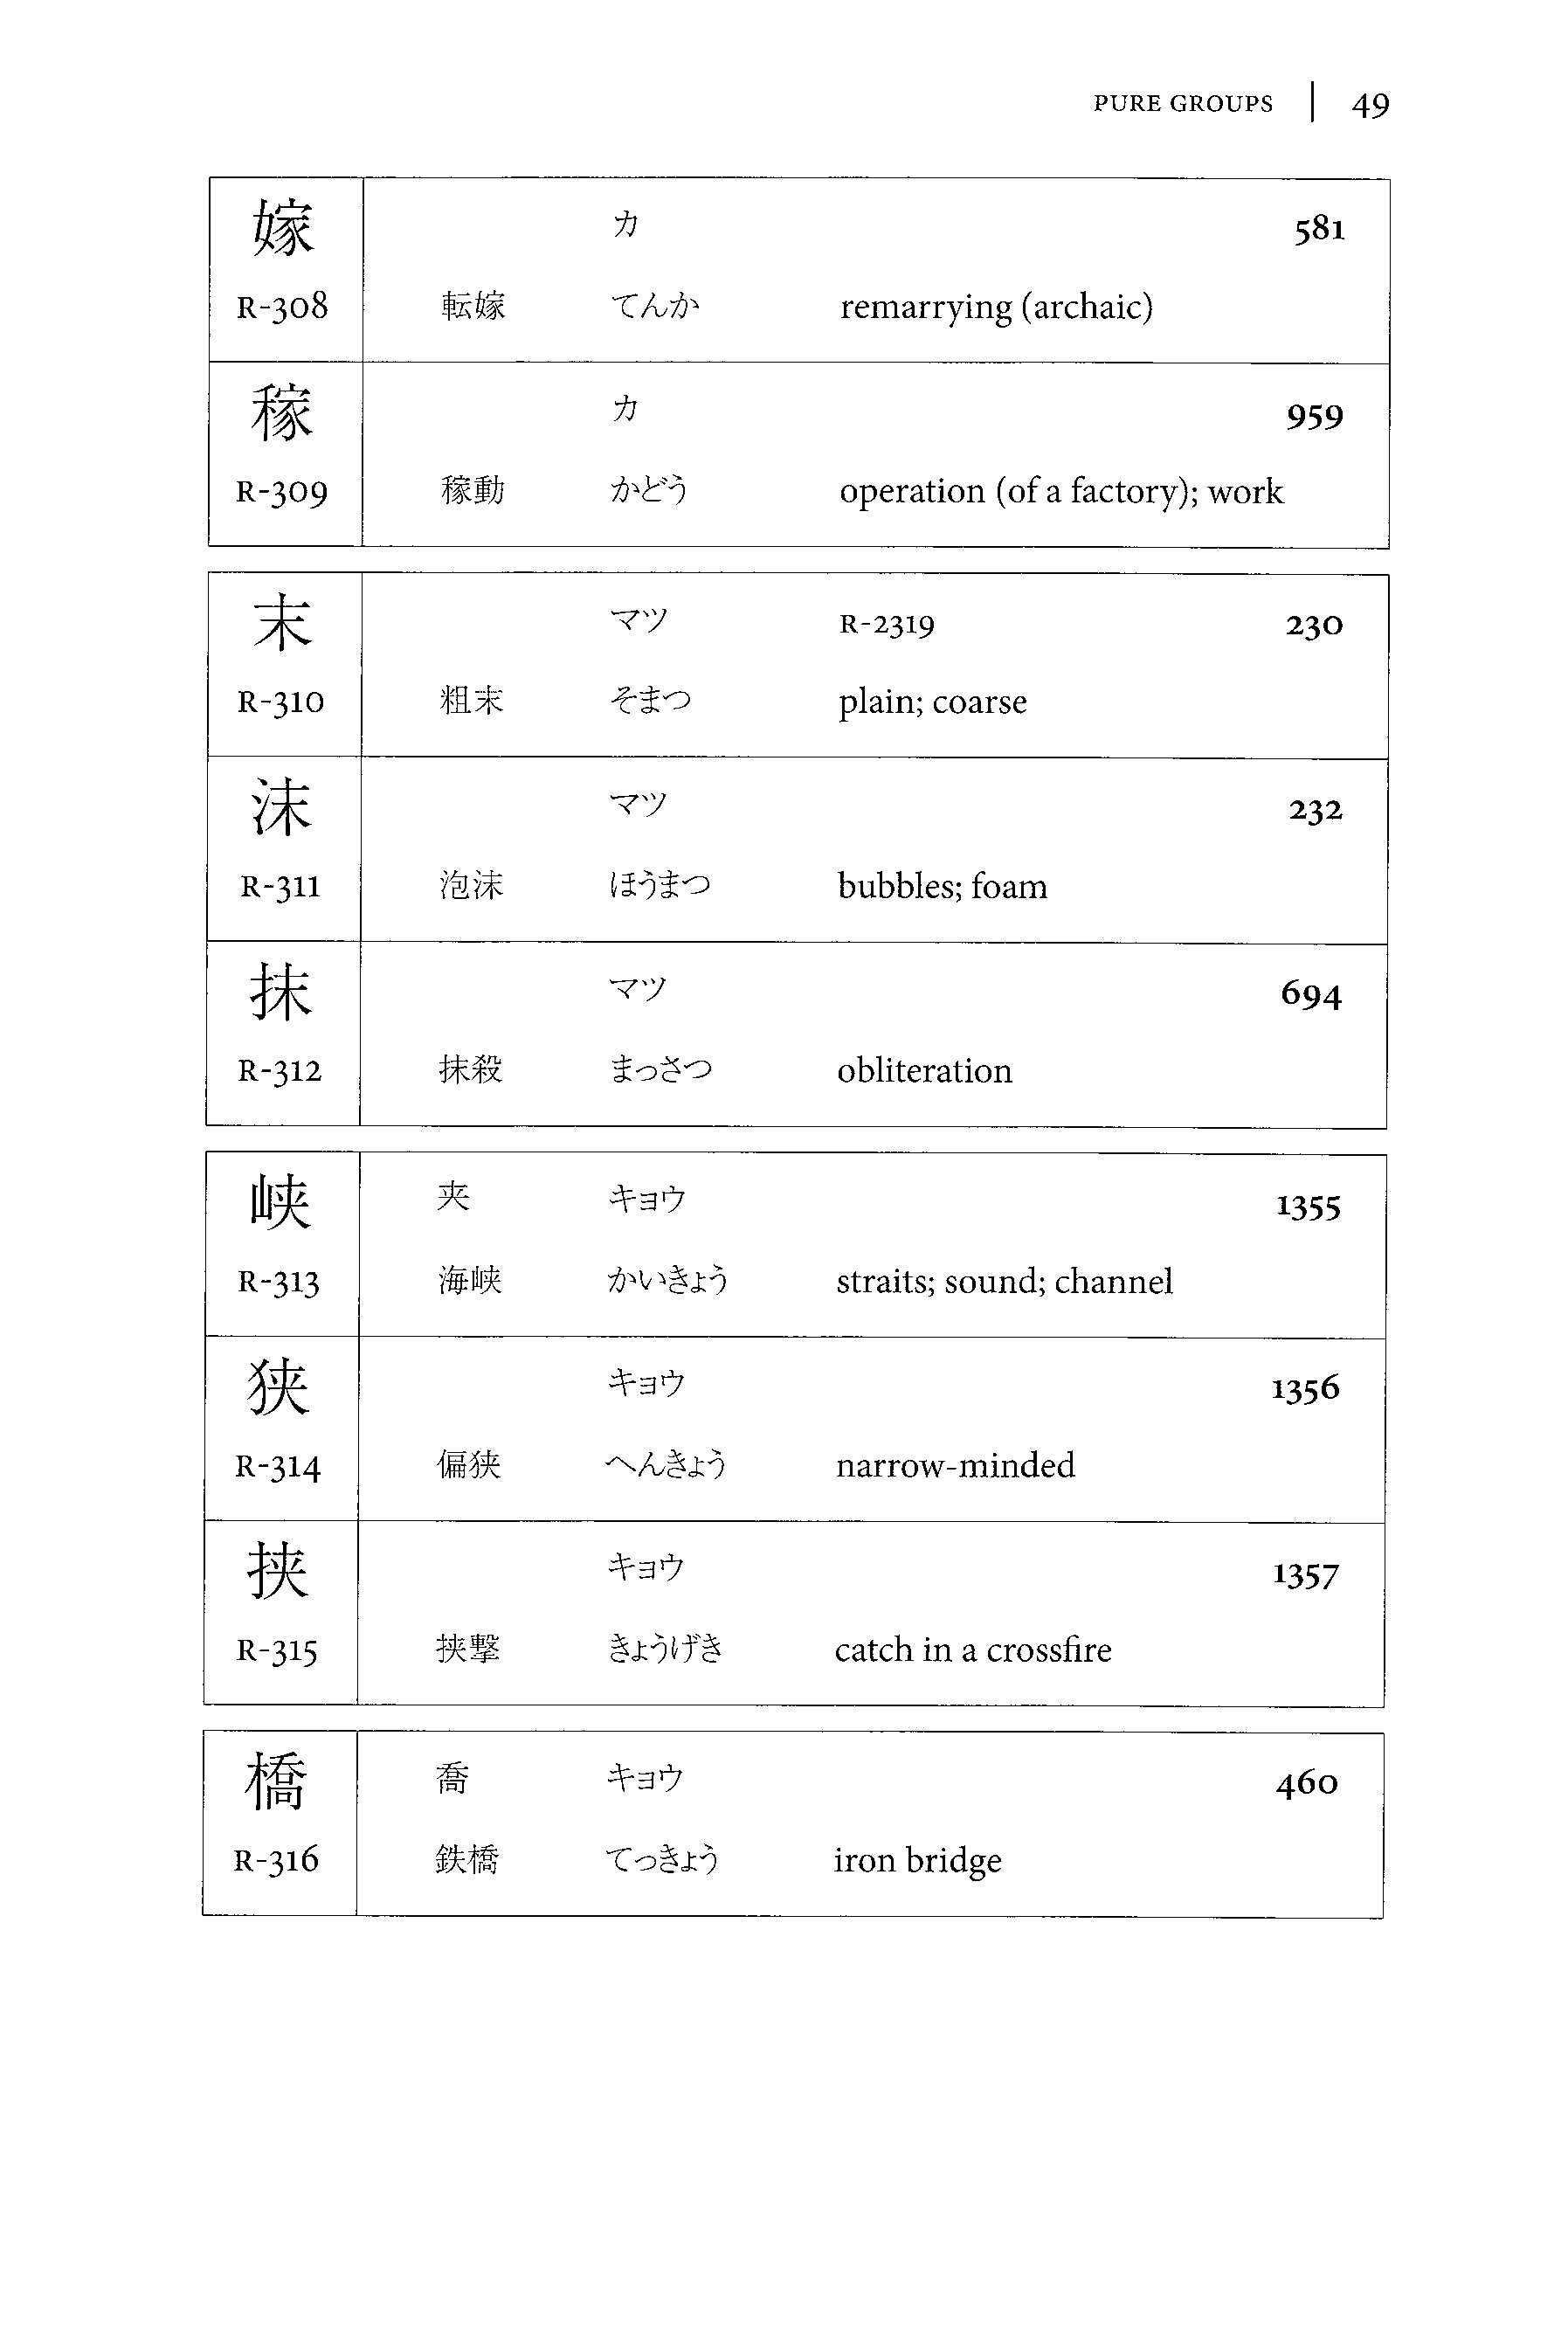 PURE GROUPS | 49
嫁 カ 581
R-308 転嫁 てんか remarrying (archaic)
稼 カ 959
R-309 稼動 かどう operation (of a factory); work
末 マツ R-2319 230
R-310 粗末 そまつ plain; coarse
沫 マツ 232
R-311 泡沫 ほうまつ bubbles; foam
抹 マツ 694
R-312 抹殺 まっさつ obliteration
峡 夹 キョウ 1355
R-313 海峡 かいきょう straits; sound; channel
狭 キョウ 1356
R-314 偏狭 へんきょう narrow-minded
挟 キョウ 1357
R-315 挟撃 きょうげき catch in a crossfire
橋 喬 キョウ 460
R-316 鉄橋 てっきょう iron bridge